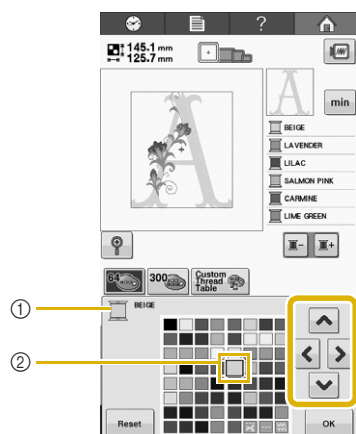 ?
145.1 mm
125.7 mm
min
BEIGE
LAVENDER
LILAC
SALMON PINK
CARMINE
LIME GREEN
A
64
300
Custom
Thread
Table
① BEIGE
②
Reset
OK